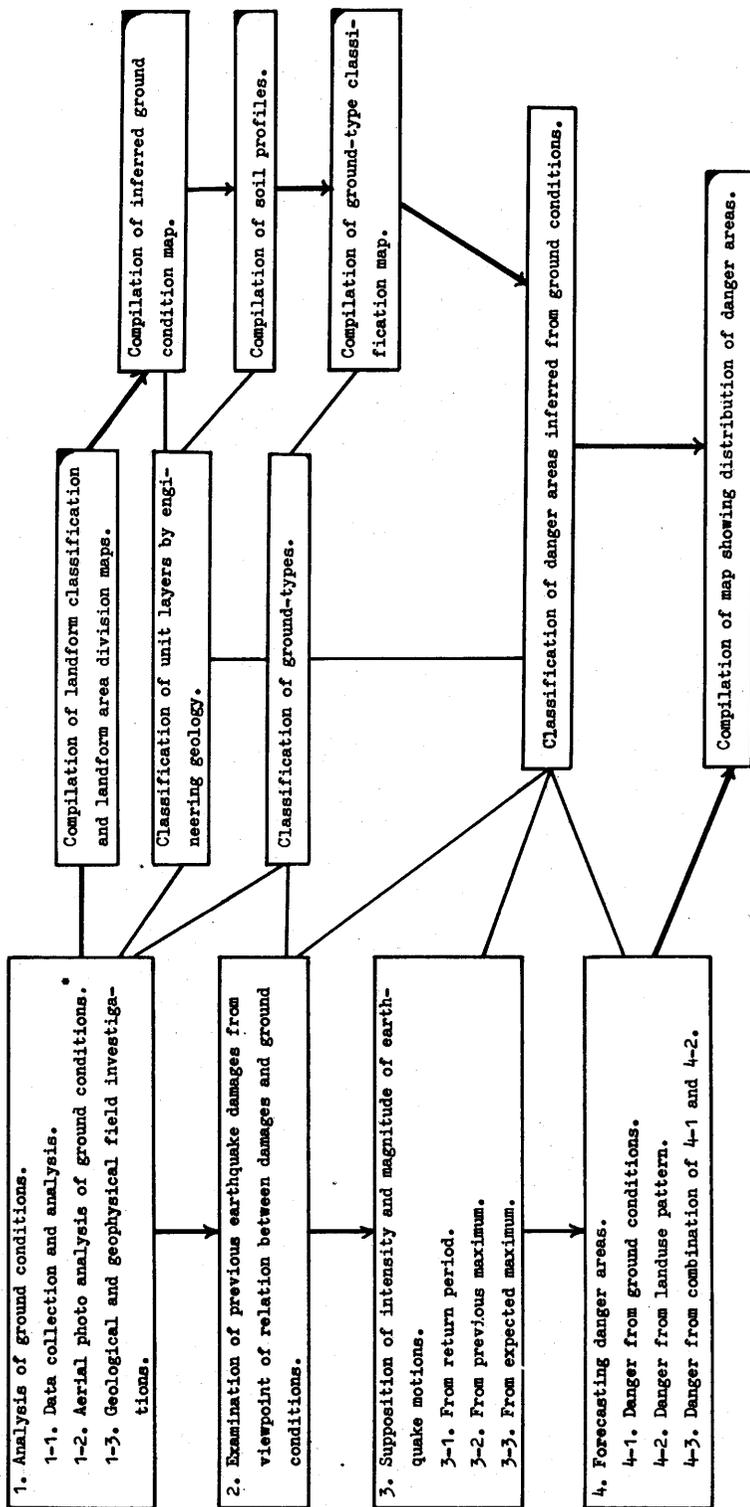 1. Analysis of ground conditions.
1-1. Data collection and analysis.
1-2. Aerial photo analysis of ground conditions.*
1-3. Geological and geophysical field investiga-
tions.
2. Examination of previous earthquake damages from
viewpoint of relation between damages and ground
conditions.
3. Supposition of intensity and magnitude of earth-
quake motions.
3-1. From return period.
3-2. From previous maximum.
3-3. From expected maximum.
4. Forecasting danger areas.
4-1. Danger from ground conditions.
4-2. Danger from landuse pattern.
4-3. Danger from combination of 4-1 and 4-2.
Compilation of landform classification
and landform area division maps.
Classification of unit layers by engi-
neering geology.
Classification of ground-types.
Compilation of inferred ground
condition map.
Compilation of soil profiles.
Compilation of ground-type classi-
fication map.
Classification of danger areas inferred from ground conditions.
Compilation of map showing distribution of danger areas.